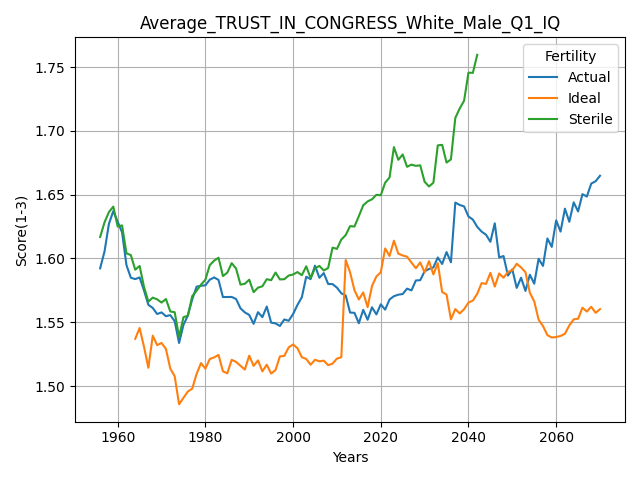 Average_TRUST_IN_CONGRESS_White_Male_Q1_IQ
Fertility
Actual
Ideal
Sterile
Score(1-3)
1.75
1.70
1.65
1.60
1.55
1.50
1960 1980 2000 2020 2040 2060
Years